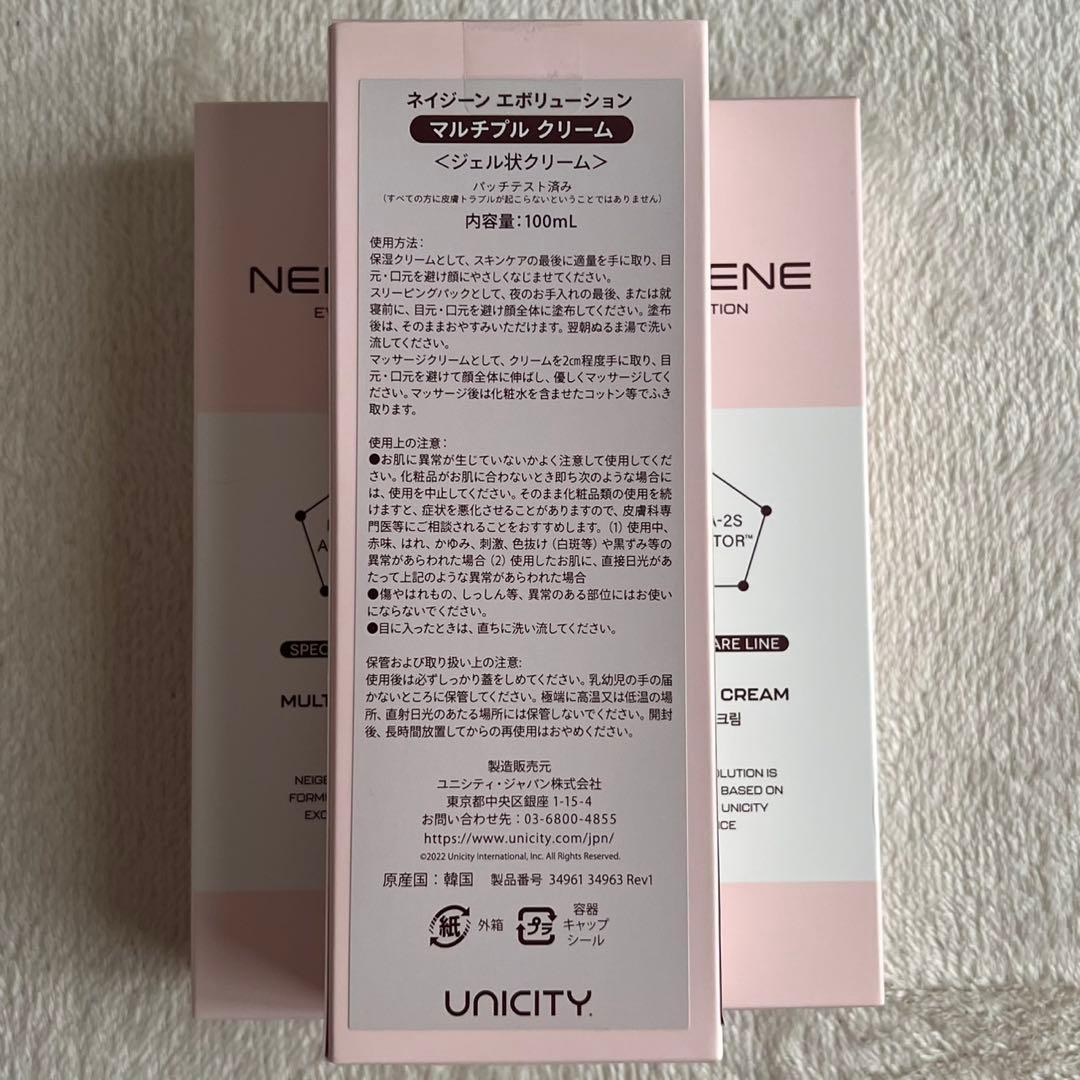 ネイジーン エボリューション
マルチプル クリーム
＜ジェル状クリーム＞
パッチテスト済み
（すべての方に皮膚トラブルが起こらないということではありません）
内容量：100mL
使用方法：
保湿クリームとして、スキンケアの最後に適量を手に取り、目
元・口元を避け顔にやさしくなじませてください。
スリーピングパックとして、夜のお手入れの最後、または就
寝前に、目元・口元を避け顔全体に塗布してください。塗布
後は、そのままおやすみいただけます。翌朝ぬるま湯で洗い
流してください。
マッサージクリームとして、クリームを2㎝程度手に取り、目
元・口元を避けて顔全体に伸ばし、優しくマッサージしてく
ださい。マッサージ後は化粧水を含ませたコットン等でふき
取ります。
使用上の注意：
●お肌に異常が生じていないかよく注意して使用してくだ
さい。化粧品がお肌に合わないとき即ち次のような場合に
は、使用を中止してください。そのまま化粧品類の使用を続
けますと、症状を悪化させることがありますので、皮膚科専
門医等にご相談されることをおすすめします。（1）使用中、
赤味、はれ、かゆみ、刺激、色抜け（白斑等）や黒ずみ等の
異常があらわれた場合（2）使用したお肌に、直接日光があ
たって上記のような異常があらわれた場合
●傷やはれもの、しっしん等、異常のある部位にはお使い
にならないでください。
●目に入ったときは、直ちに洗い流してください。
保管および取り扱い上の注意：
使用後は必ずしっかり蓋をしめてください。乳幼児の手の届
かないところに保管してください。極端に高温又は低温の場
所、直射日光のあたる場所には保管しないでください。開封
後、長時間放置してからの再使用はおやめください。
製造販売元
ユニシティ・ジャパン株式会社
東京都中央区銀座 1-15-4
お問い合わせ先：03-6800-4855
https://www.unicity.com/jpn/
©2022 Unicity International, Inc. All Rights Reserved.
原産国：韓国 製品番号 34961 34963 Rev1
紙 外箱 プラ 容器
キャップ
シール
UNICITY.
NEI
SPEC
MULT
NEIGE
FORM
EXC
ENE
TION
A-2S
TOR™
ARE LINE
CREAM
크림
OLUTION IS
BASED ON
UNICITY
ICE